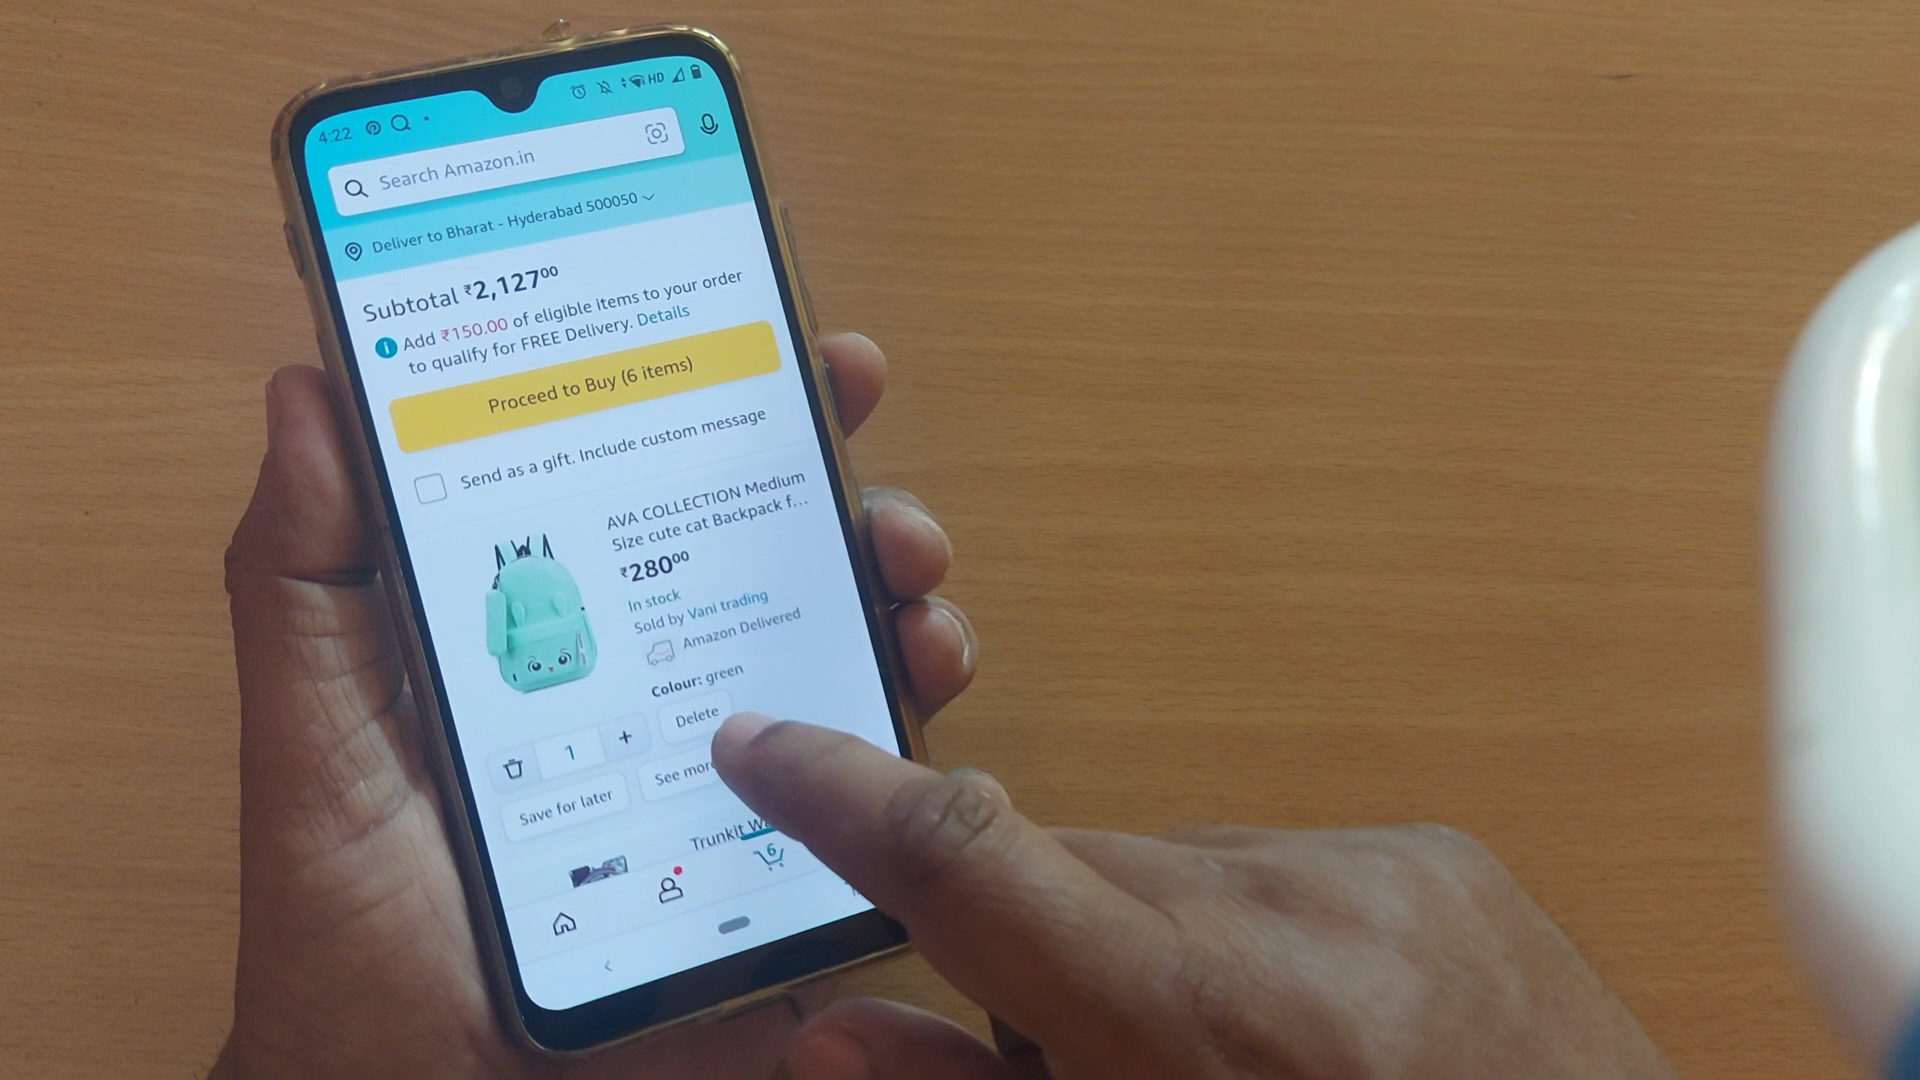 4:22 HD
Search Amazon.in
Deliver to Bharat - Hyderabad 500050
Subtotal ₹2,127⁰⁰
Add ₹150.00 of eligible items to your order
to qualify for FREE Delivery. Details
Proceed to Buy (6 items)
Send as a gift. Include custom message
AVA COLLECTION Medium
Size cute cat Backpack f...
₹280⁰⁰
In stock
Sold by Vani trading
Amazon Delivered
Colour: green
1 + Delete
Save for later See more
Trunkit
6